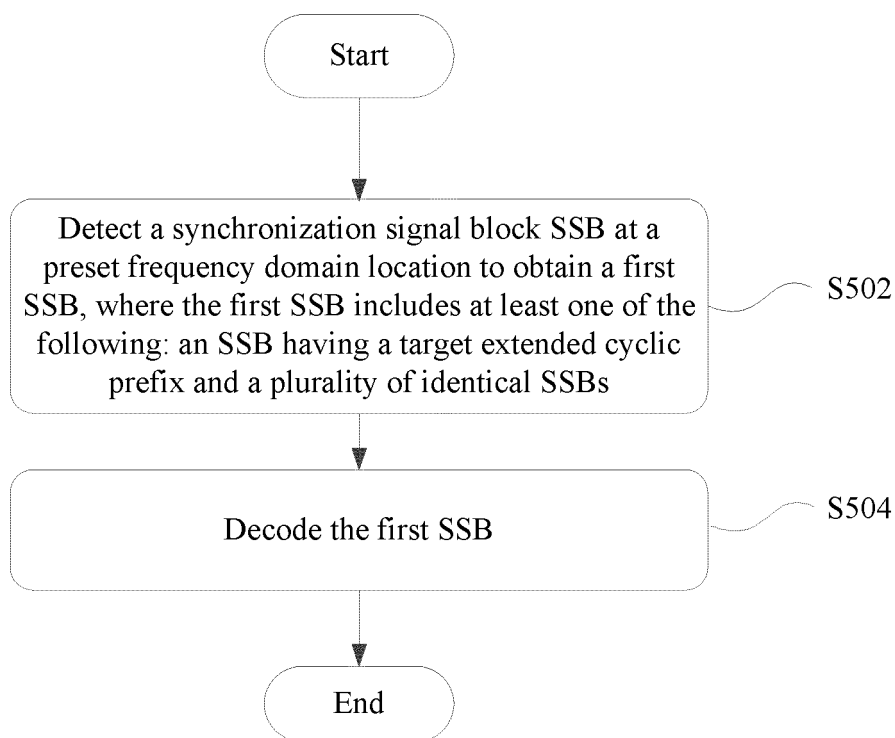 Start
Detect a synchronization signal block SSB at a
preset frequency domain location to obtain a first
SSB, where the first SSB includes at least one of the
following: an SSB having a target extended cyclic
prefix and a plurality of identical SSBs
S502
Decode the first SSB
S504
End